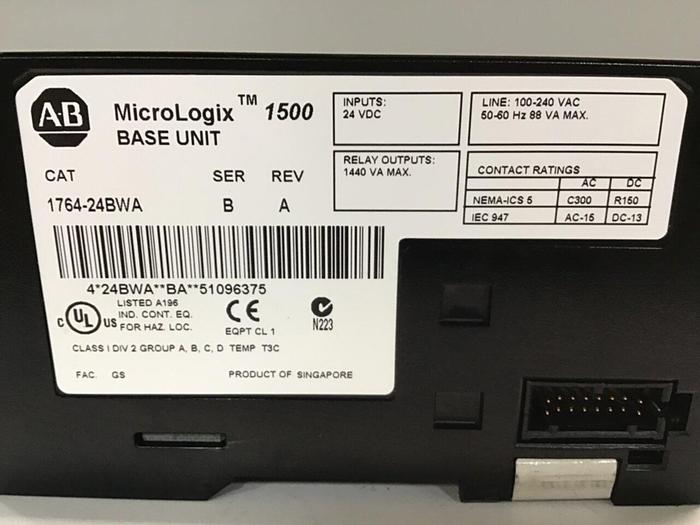 A-B
MicroLogix™ 1500
BASE UNIT
CAT SER REV
1764-24BWA B A
4*24BWA**BA**51096375
C UL US
LISTED A196
IND. CONT. EQ.
FOR HAZ. LOC.
CE
EQPT CL 1
N223
CLASS I DIV 2 GROUP A, B, C, D TEMP T3C
FAC. GS PRODUCT OF SINGAPORE
INPUTS:
24 VDC
RELAY OUTPUTS:
1440 VA MAX.
LINE: 100-240 VAC
50-60 Hz 88 VA MAX.
CONTACT RATINGS
AC DC
NEMA-ICS 5 C300 R150
IEC 947 AC-15 DC-13